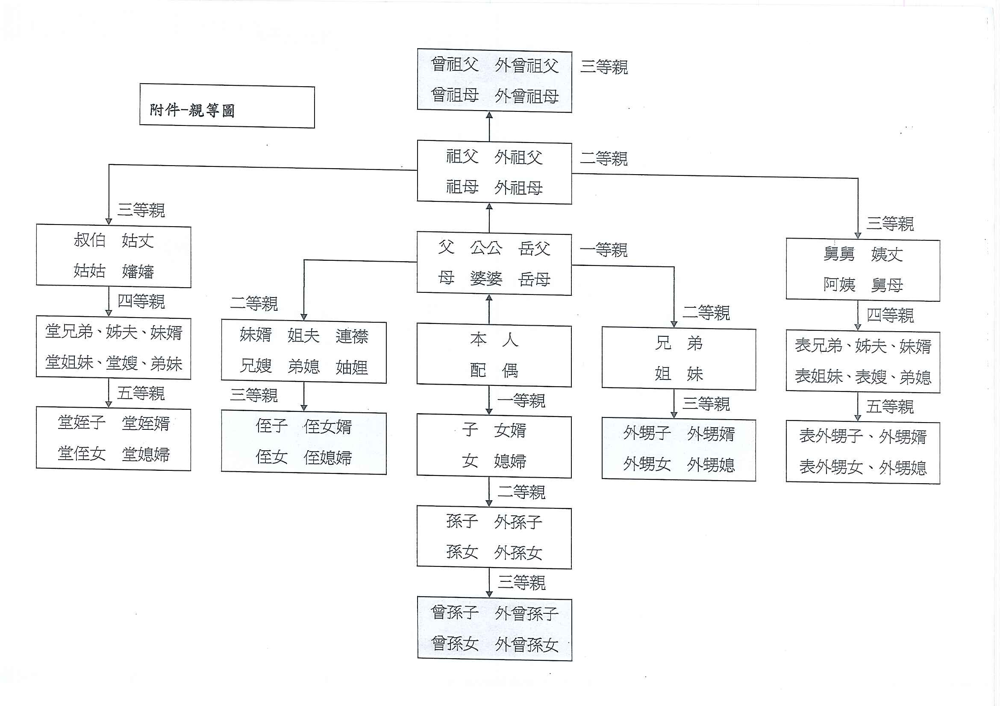 曾祖父　外曾祖父
曾祖母　外曾祖母
三等親
附件-親等圖
祖父　外祖父
祖母　外祖母
二等親
三等親
叔伯　姑丈
姑姑　嬸嬸
父　公公　岳父
母　婆婆　岳母
一等親
三等親
舅舅　姨丈
阿姨　舅母
四等親
堂兄弟、姊夫、妹婿
堂姐妹、堂嫂、弟妹
二等親
妹婿　姐夫　連襟
兄嫂　弟媳　妯娌
本　人
配　偶
二等親
兄　弟
姐　妹
四等親
表兄弟、姊夫、妹婿
表姐妹、表嫂、弟媳
五等親
堂姪子　堂姪婿
堂侄女　堂媳婦
三等親
侄子　侄女婿
侄女　侄媳婦
一等親
子　女婿
女　媳婦
三等親
外甥子　外甥婿
外甥女　外甥媳
五等親
表外甥子、外甥婿
表外甥女、外甥媳
二等親
孫子　外孫子
孫女　外孫女
三等親
曾孫子　外曾孫子
曾孫女　外曾孫女